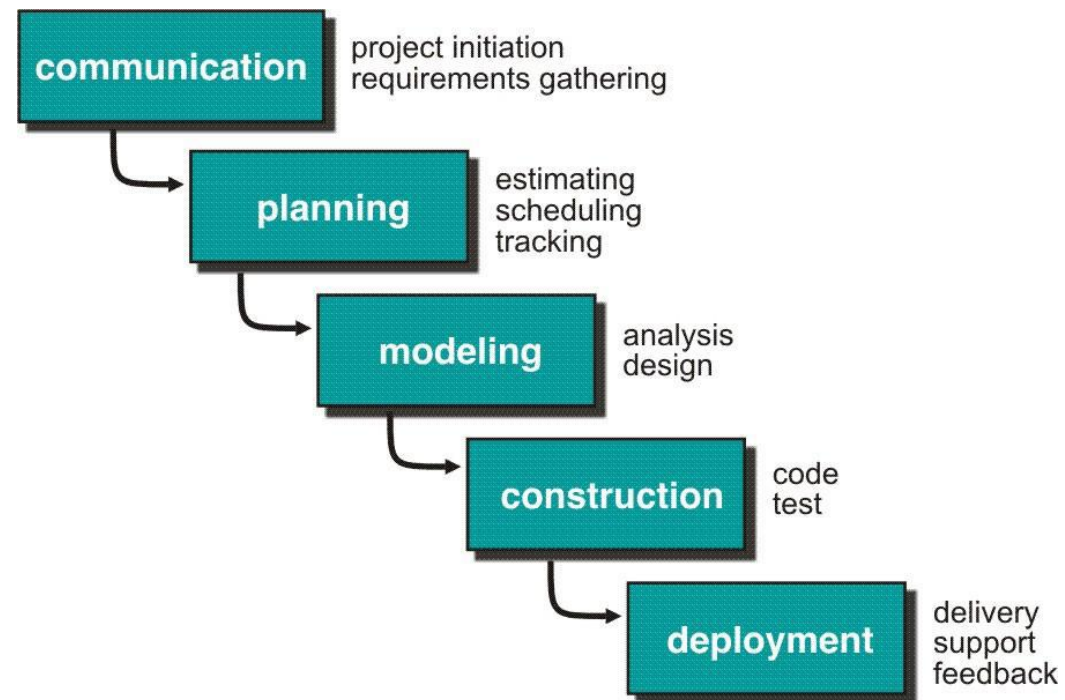 communication
project initiation
requirements gathering
planning
estimating
scheduling
tracking
modeling
analysis
design
construction
code
test
deployment
delivery
support
feedback